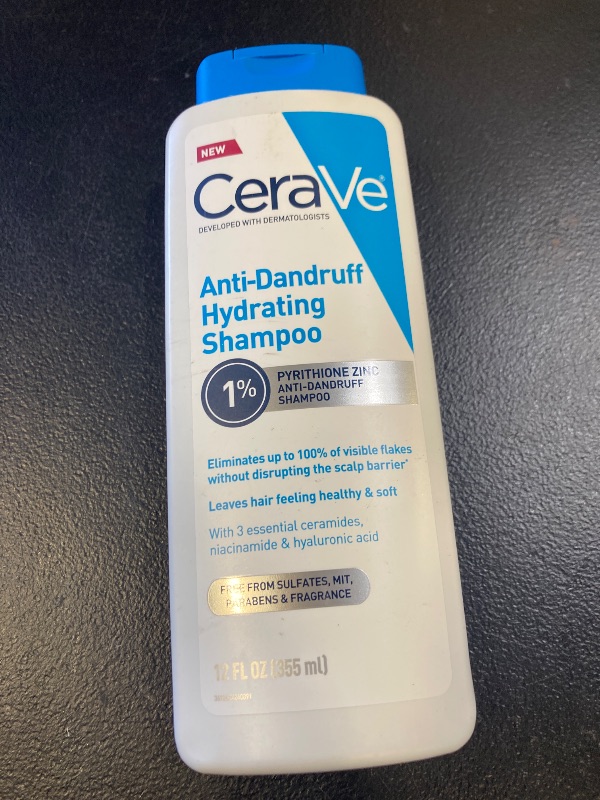 NEW
CeraVe®
DEVELOPED WITH DERMATOLOGISTS
Anti-Dandruff
Hydrating
Shampoo
1%
PYRITHIONE ZINC
ANTI-DANDRUFF
SHAMPOO
Eliminates up to 100% of visible flakes
without disrupting the scalp barrier*
Leaves hair feeling healthy & soft
With 3 essential ceramides,
niacinamide & hyaluronic acid
FREE FROM SULFATES, MIT,
PARABENS & FRAGRANCE
12 FL OZ (355 ml)